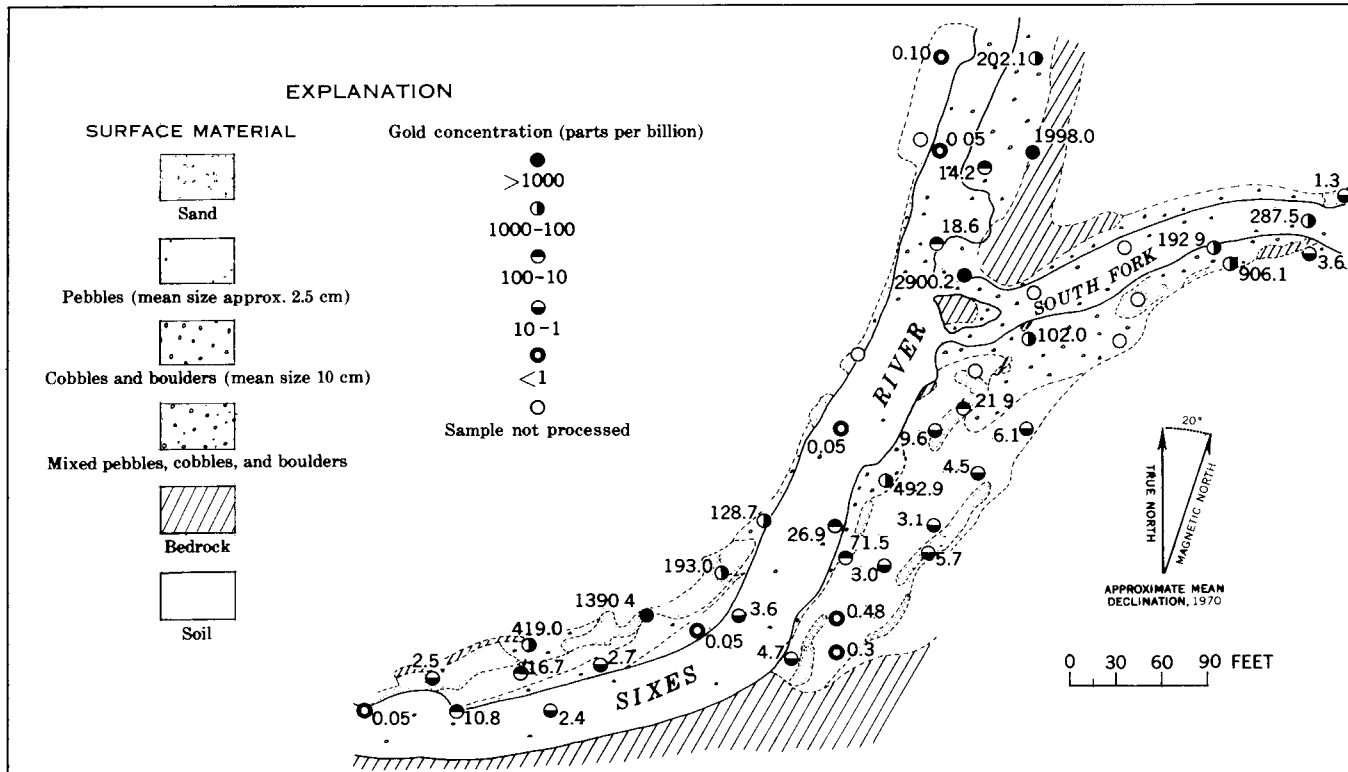 EXPLANATION
SURFACE MATERIAL
Sand
Pebbles (mean size approx. 2.5 cm)
Cobbles and boulders (mean size 10 cm)
Mixed pebbles, cobbles, and boulders
Bedrock
Soil
Gold concentration (parts per billion)
>1000
1000-100
100-10
10-1
<1
Sample not processed
0.10
202.1
0 05
1998.0
14.2
1.3
18.6
287.5
192 9
3.6
906.1
2900.2
SOUTH FORK
102.0
RIVER
21 9
9.6
6.1
0.05
4.5
492.9
128.7
26.9
3.1
71.5
5.7
3.0
193.0
1390 4
3.6
0.48
0.05
419.0
4.7
0.3
2.5
16.7
2.7
SIXES
0.05
10.8
2.4
20°
TRUE NORTH
MAGNETIC NORTH
APPROXIMATE MEAN
DECLINATION, 1970
0 30 60 90 FEET